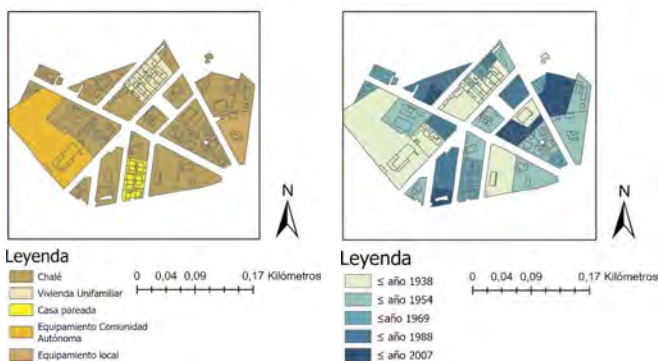 N
Leyenda
Chalé
Vivienda Unifamiliar
Casa pareada
Equipamiento Comunidad
Autónoma
Equipamiento local
0 0,04 0,09 0,17 Kilómetros
N
Leyenda
≤ año 1938
≤ año 1954
≤año 1969
≤ año 1988
≤ año 2007
0 0,04 0,09 0,17 Kilómetros